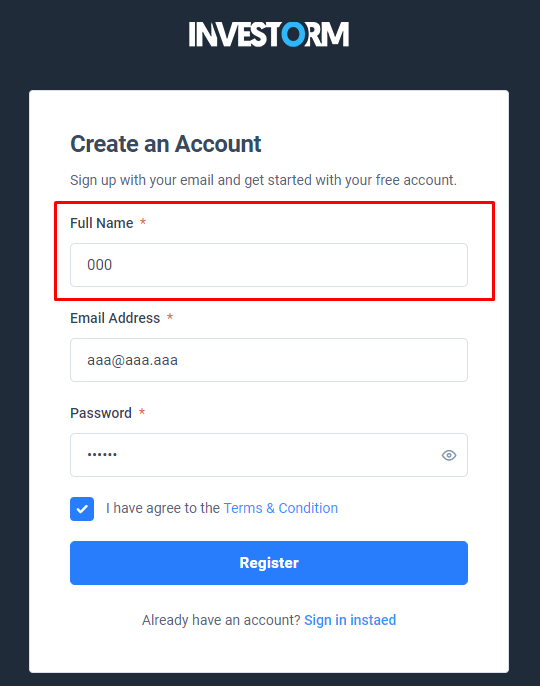 INVESTORM
Create an Account
Sign up with your email and get started with your free account.
Full Name *
000
Email Address *
aaa@aaa.aaa
Password *
••••••
I have agree to the Terms & Condition
Register
Already have an account? Sign in instaed